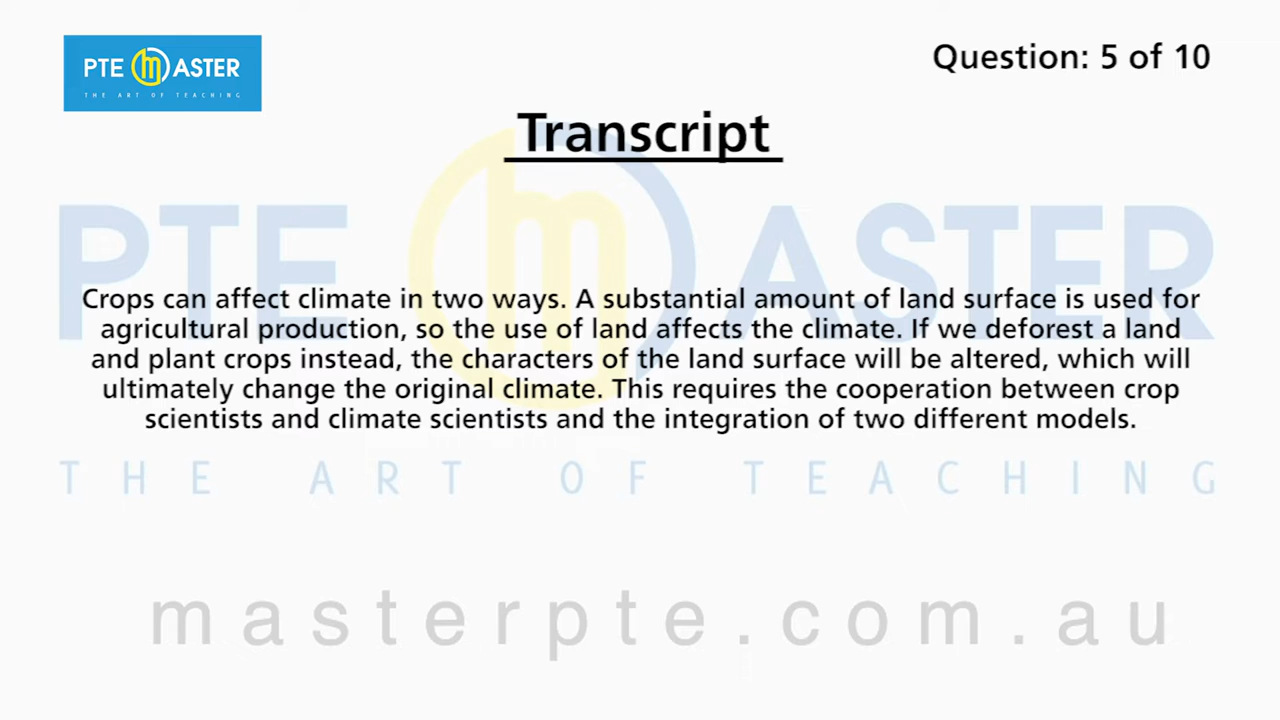 PTE MASTER
THE ART OF TEACHING
Question: 5 of 10
Transcript
PTE MASTER
Crops can affect climate in two ways. A substantial amount of land surface is used for
agricultural production, so the use of land affects the climate. If we deforest a land
and plant crops instead, the characters of the land surface will be altered, which will
ultimately change the original climate. This requires the cooperation between crop
scientists and climate scientists and the integration of two different models.
THE ART OF TEACHING
masterpte.com.au